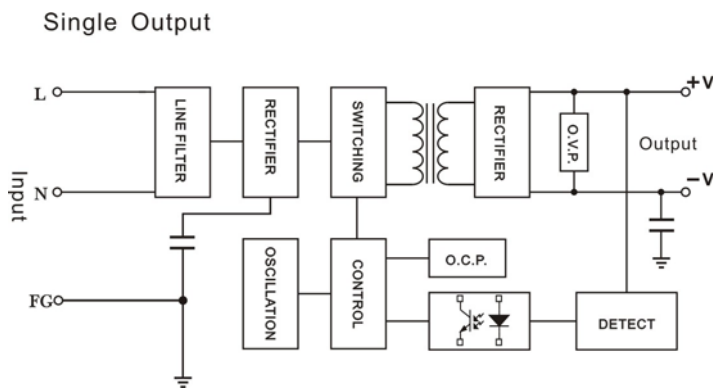 Single Output
L
N
FG
Input
LINE FILTER
RECTIFIER
SWITCHING
RECTIFIER
O.V.P.
+V
Output
−V
OSCILLATION
CONTROL
O.C.P.
DETECT